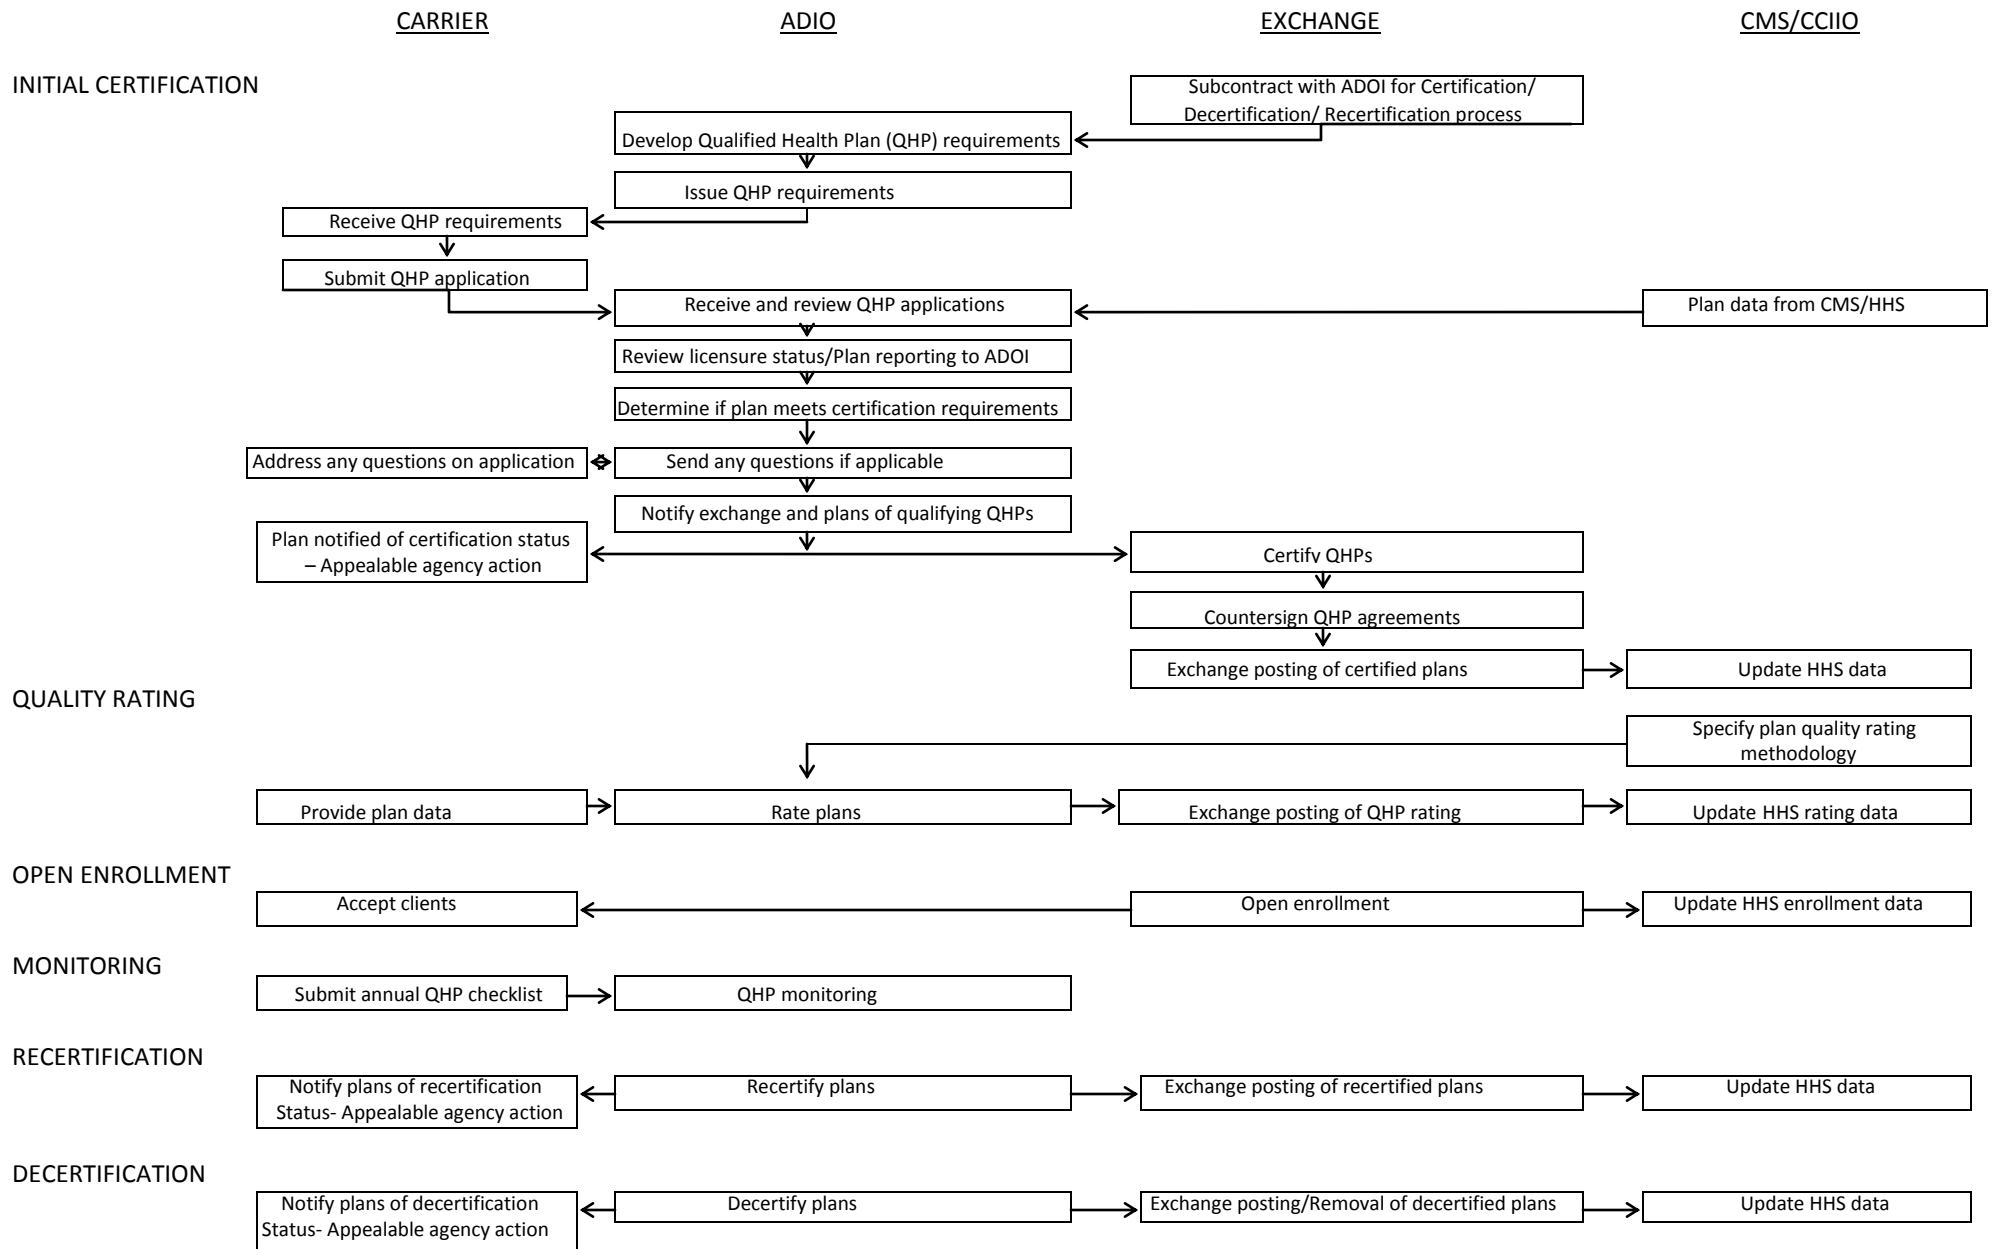 CARRIER
ADIO
EXCHANGE
CMS/CCIIO
INITIAL CERTIFICATION
Subcontract with ADOI for Certification/
Decertification/ Recertification process
Develop Qualified Health Plan (QHP) requirements
Issue QHP requirements
Receive QHP requirements
Submit QHP application
Receive and review QHP applications
Plan data from CMS/HHS
Review licensure status/Plan reporting to ADOI
Determine if plan meets certification requirements
Address any questions on application
Send any questions if applicable
Notify exchange and plans of qualifying QHPs
Plan notified of certification status
– Appealable agency action
Certify QHPs
Countersign QHP agreements
Exchange posting of certified plans
Update HHS data
QUALITY RATING
Specify plan quality rating
methodology
Provide plan data
Rate plans
Exchange posting of QHP rating
Update HHS rating data
OPEN ENROLLMENT
Accept clients
Open enrollment
Update HHS enrollment data
MONITORING
Submit annual QHP checklist
QHP monitoring
RECERTIFICATION
Notify plans of recertification
Status- Appealable agency action
Recertify plans
Exchange posting of recertified plans
Update HHS data
DECERTIFICATION
Notify plans of decertification
Status- Appealable agency action
Decertify plans
Exchange posting/Removal of decertified plans
Update HHS data